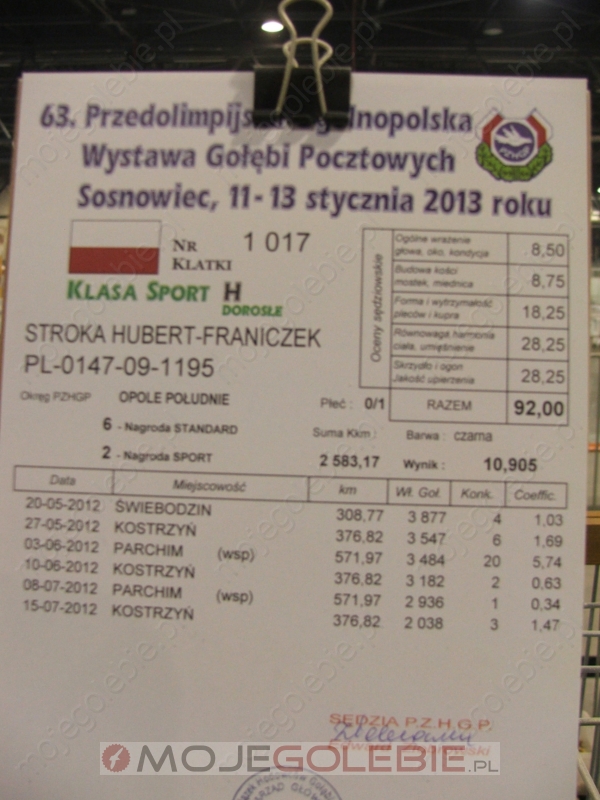 63. Przedolimpijska Ogólnopolska
Wystawa Gołębi Pocztowych
Sosnowiec, 11-13 stycznia 2013 roku
PZHGP
NR KLATKI 1 017
KLASA SPORT H
DOROSŁE
STROKA HUBERT-FRANICZEK
PL-0147-09-1195
Okręg PZHGP OPOLE POŁUDNIE
6 - Nagroda STANDARD
2 - Nagroda SPORT
Oceny sędziowskie
Ogólne wrażenie
głowa, oko, kondycja 8,50
Budowa kości
mostek, miednica 8,75
Forma i wytrzymałość
pleców i kupra 18,25
Równowaga harmonia
ciała, umięśnienie 28,25
Skrzydło i ogon
Jakość upierzenia 28,25
RAZEM 92,00
Płeć : 0/1
Suma Kkm : Barwa : czarna
2 583,17 Wynik : 10,905
Data Miejscowość km Wł. Goł. Konk. Coeffic.
20-05-2012 ŚWIEBODZIN 308,77 3 877 4 1,03
27-05-2012 KOSTRZYŃ 376,82 3 547 6 1,69
03-06-2012 PARCHIM (wsp) 571,97 3 484 20 5,74
10-06-2012 KOSTRZYŃ 376,82 3 182 2 0,63
08-07-2012 PARCHIM (wsp) 571,97 2 936 1 0,34
15-07-2012 KOSTRZYŃ 376,82 2 038 3 1,47
SĘDZIA P.Z.H.G.P.
MOJEGOLEBIE.PL